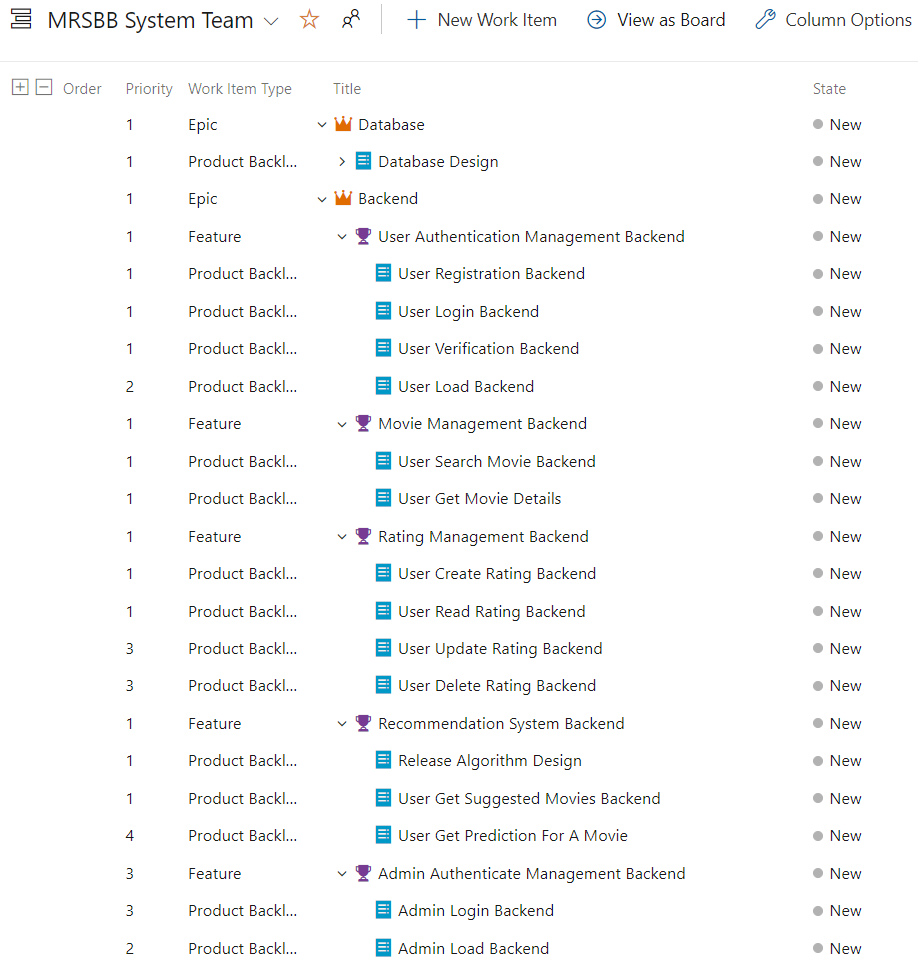 MRSBB System Team New Work Item View as Board Column Options
Order Priority Work Item Type Title State
1 Epic Database New
1 Product Backl... Database Design New
1 Epic Backend New
1 Feature User Authentication Management Backend New
1 Product Backl... User Registration Backend New
1 Product Backl... User Login Backend New
1 Product Backl... User Verification Backend New
2 Product Backl... User Load Backend New
1 Feature Movie Management Backend New
1 Product Backl... User Search Movie Backend New
1 Product Backl... User Get Movie Details New
1 Feature Rating Management Backend New
1 Product Backl... User Create Rating Backend New
1 Product Backl... User Read Rating Backend New
3 Product Backl... User Update Rating Backend New
3 Product Backl... User Delete Rating Backend New
1 Feature Recommendation System Backend New
1 Product Backl... Release Algorithm Design New
1 Product Backl... User Get Suggested Movies Backend New
4 Product Backl... User Get Prediction For A Movie New
3 Feature Admin Authenticate Management Backend New
3 Product Backl... Admin Login Backend New
2 Product Backl... Admin Load Backend New